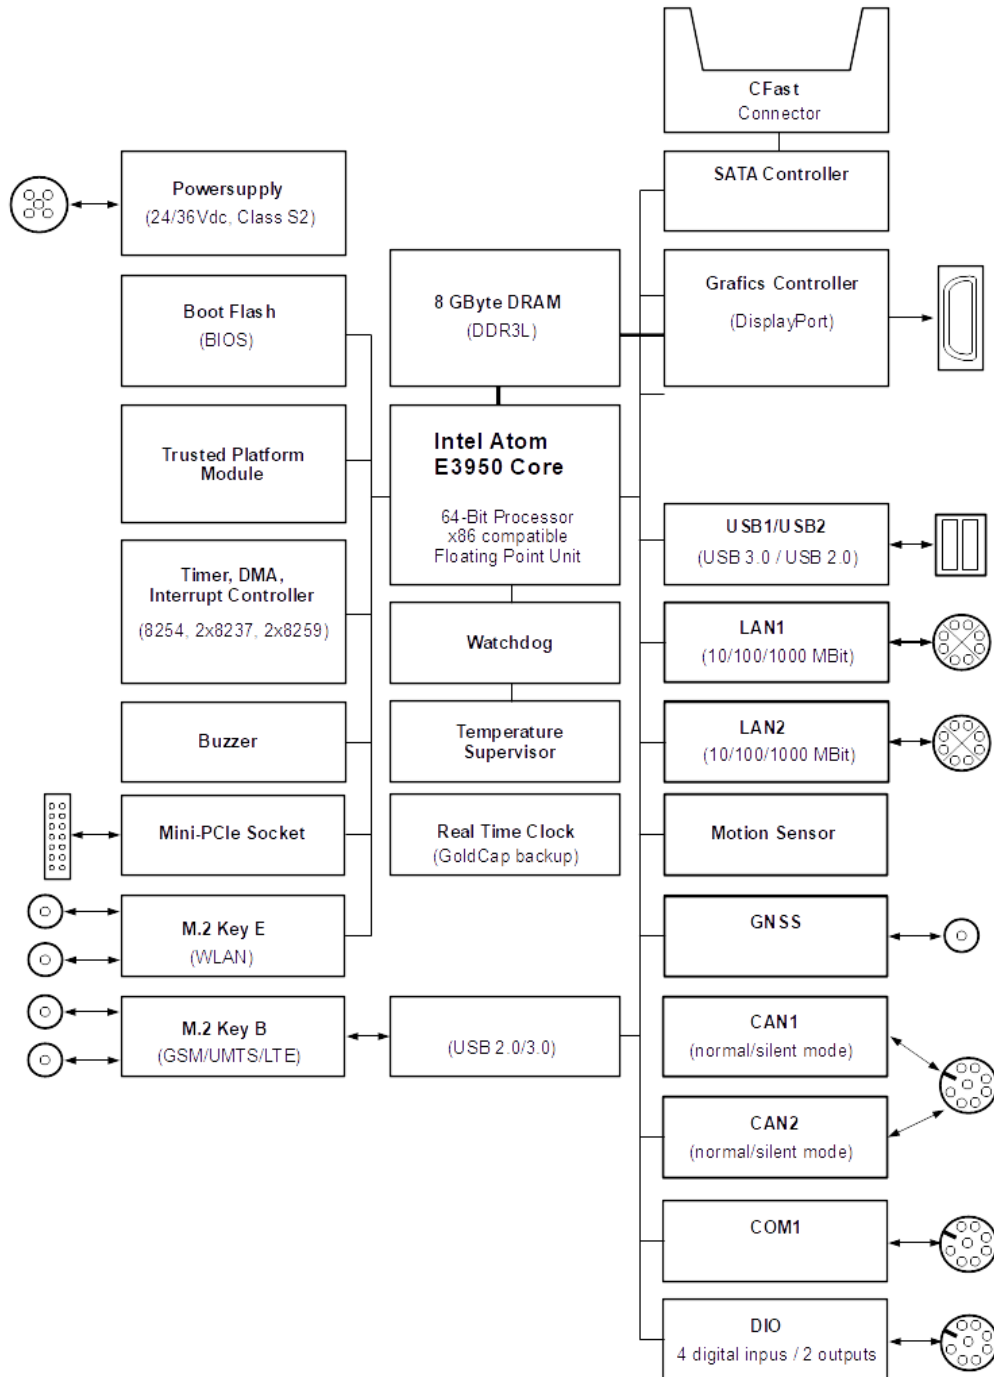 CFast
Connector
SATA Controller
Powersupply
(24/36Vdc, Class S2)
Grafics Controller
(DisplayPort)
8 GByte DRAM
(DDR3L)
Boot Flash
(BIOS)
Intel Atom
E3950 Core
64-Bit Processor
x86 compatible
Floating Point Unit
Trusted Platform
Module
USB1/USB2
(USB 3.0 / USB 2.0)
Timer, DMA,
Interrupt Controller
(8254, 2x8237, 2x8259)
Watchdog
LAN1
(10/100/1000 MBit)
Buzzer
Temperature
Supervisor
LAN2
(10/100/1000 MBit)
Mini-PCIe Socket
Real Time Clock
(GoldCap backup)
Motion Sensor
M.2 Key E
(WLAN)
GNSS
M.2 Key B
(GSM/UMTS/LTE)
(USB 2.0/3.0)
CAN1
(normal/silent mode)
CAN2
(normal/silent mode)
COM1
DIO
4 digital inpus / 2 outputs